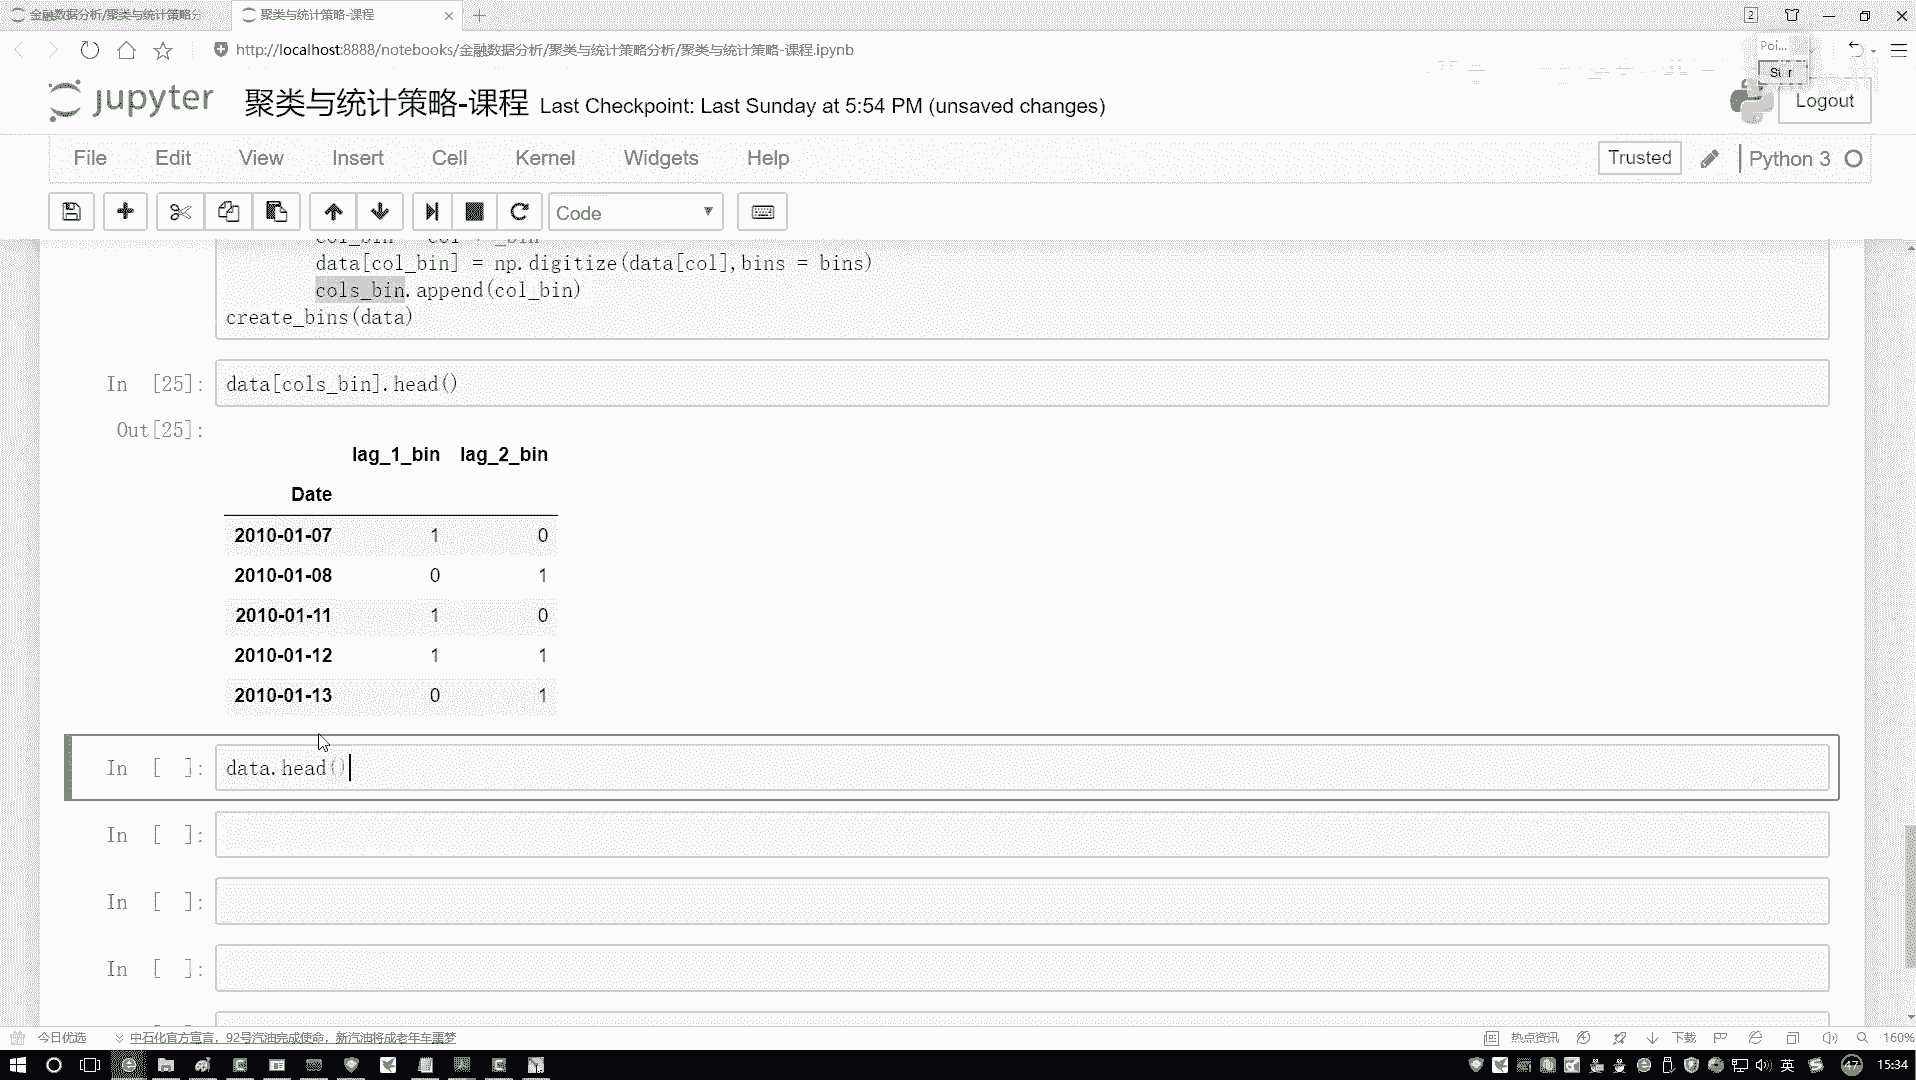 金融数据分析/聚类与统计策略分
聚类与统计策略-课程
2
http://localhost:8888/notebooks/金融数据分析/聚类与统计策略分析/聚类与统计策略-课程.ipynb
Poi...
jupyter 聚类与统计策略-课程 Last Checkpoint: Last Sunday at 5:54 PM (unsaved changes)
Logout
File Edit View Insert Cell Kernel Widgets Help
Trusted Python 3
Code
data[col_bin] = np.digitize(data[col],bins = bins)
cols_bin.append(col_bin)
create_bins(data)
In [25]: data[cols_bin].head()
Out[25]:
lag_1_bin lag_2_bin
Date
2010-01-07 1 0
2010-01-08 0 1
2010-01-11 1 0
2010-01-12 1 1
2010-01-13 0 1
In [ ]: data.head()
In [ ]:
In [ ]:
In [ ]:
今日优选 中石化官方宣言，92号汽油完成使命，新汽油将成老年车噩梦 热点资讯 下载 160%
英 47 15:34